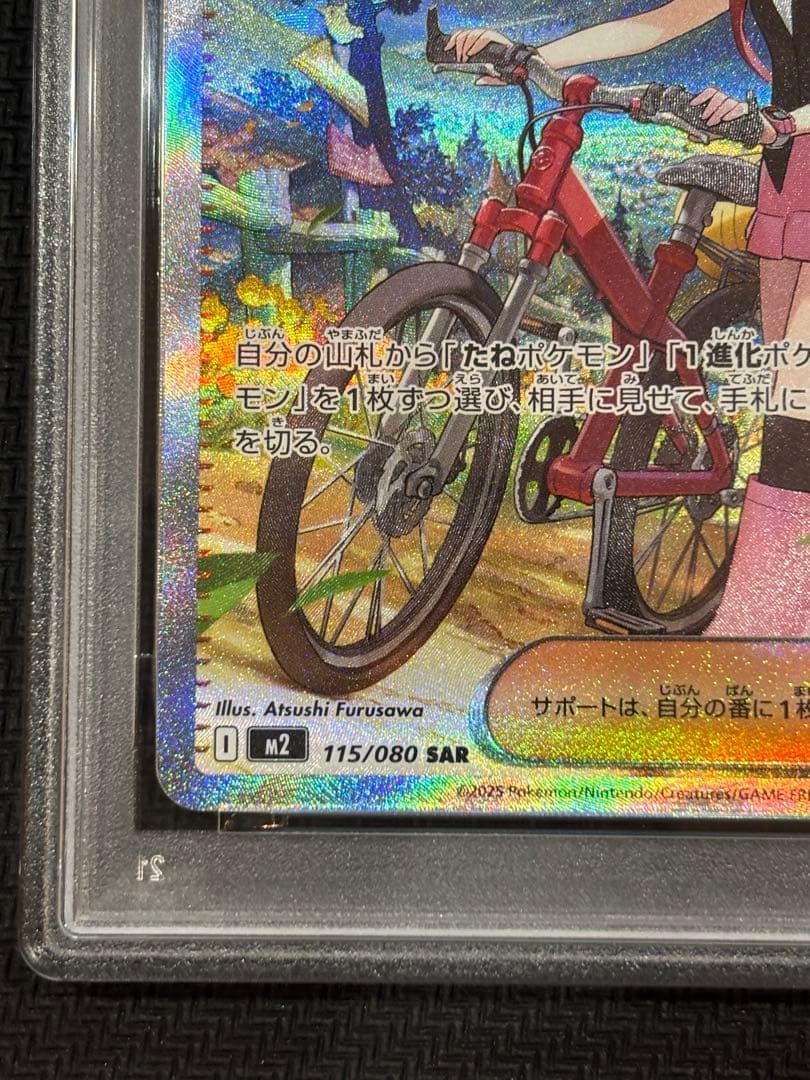 自分の山札から「たねポケモン」「1進化ポケ
モン」を1枚ずつ選び、相手に見せて、手札に
を切る。
Illus. Atsushi Furusawa
サポートは、自分の番に1枚
I m2 115/080 SAR
©2025 Pokémon/Nintendo/Creatures/GAME FRE
21